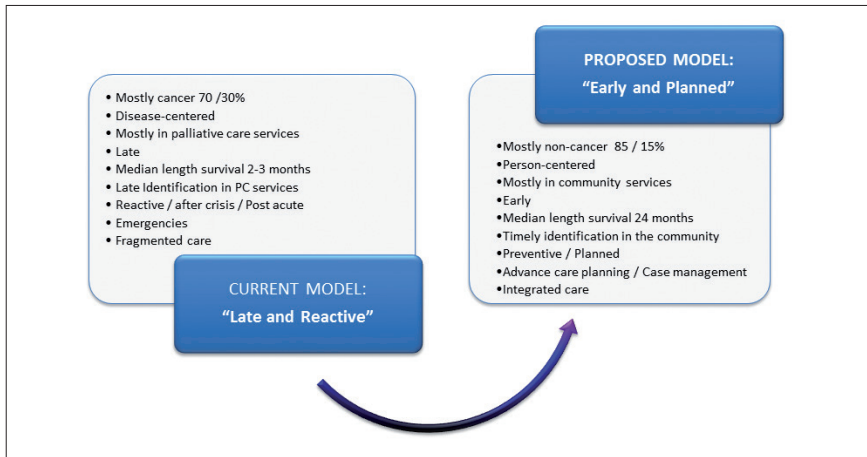 • Mostly cancer 70 /30%
• Disease-centered
• Mostly in palliative care services
• Late
• Median length survival 2-3 months
• Late Identification in PC services
• Reactive / after crisis / Post acute
• Emergencies
• Fragmented care
CURRENT MODEL:
“Late and Reactive”
PROPOSED MODEL:
“Early and Planned”
•Mostly non-cancer 85 / 15%
•Person-centered
•Mostly in community services
•Early
•Median length survival 24 months
•Timely identification in the community
•Preventive / Planned
•Advance care planning / Case management
•Integrated care